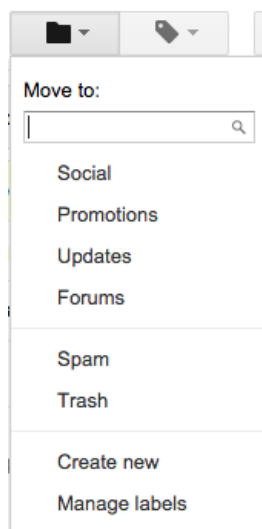 Move to:
Social
Promotions
Updates
Forums
Spam
Trash
Create new
Manage labels